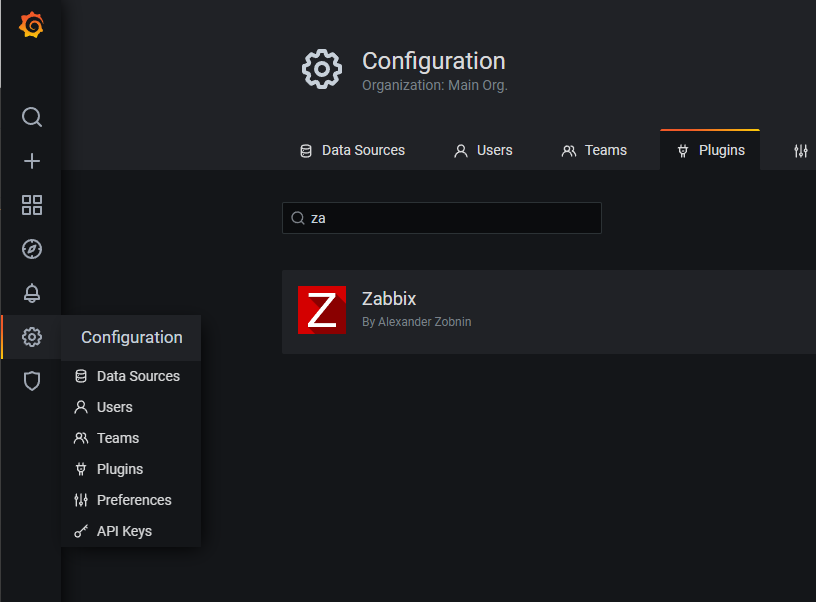 Configuration
Organization: Main Org.
Data Sources
Users
Teams
Plugins
za
Z
Zabbix
By Alexander Zobnin
Configuration
Data Sources
Users
Teams
Plugins
Preferences
API Keys